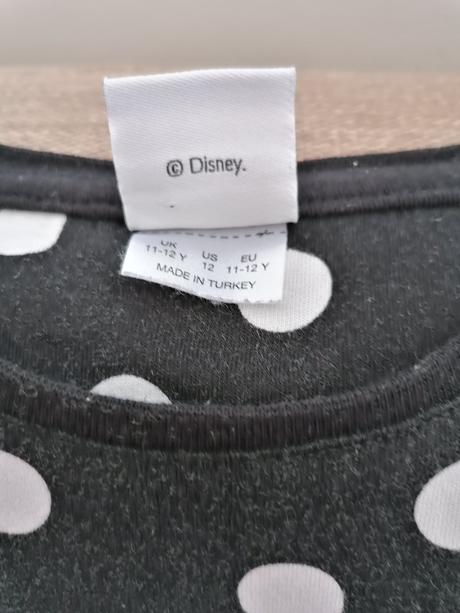 © Disney.
UK US EU
11-12 Y 12 11-12 Y
MADE IN TURKEY